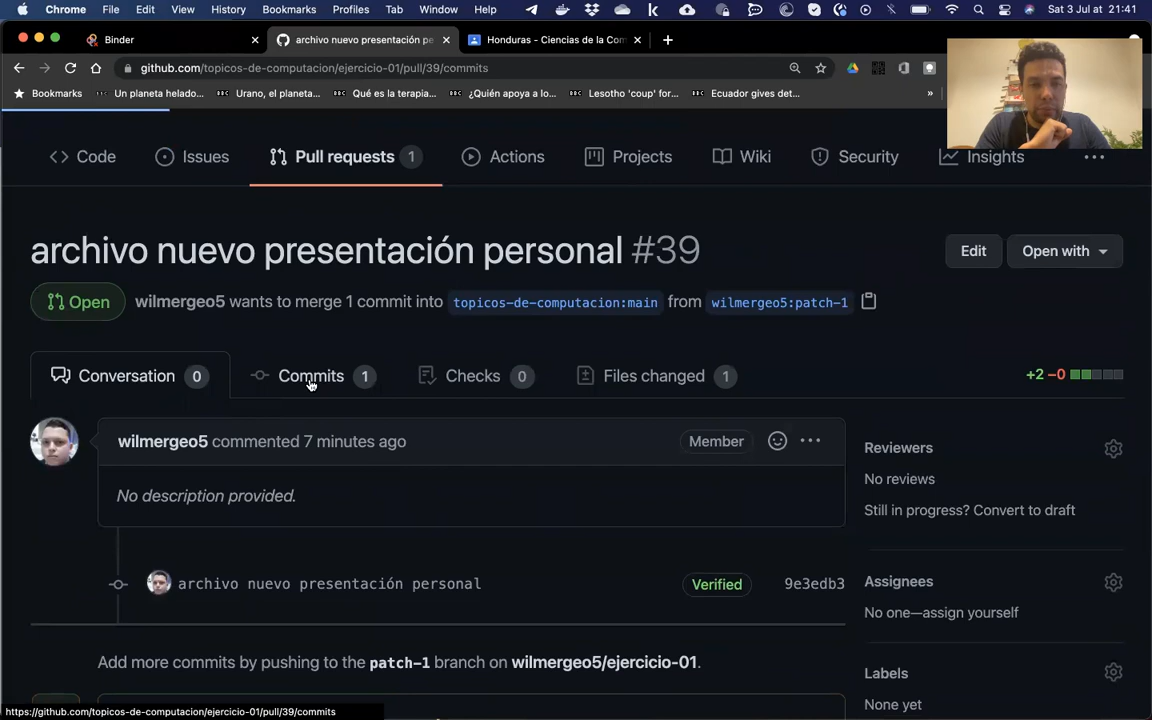 Chrome File Edit View History Bookmarks Profiles Tab Window Help Sat 3 Jul at 21:41
Binder
archivo nuevo presentación pe
Honduras - Ciencias de la Com
github.com/topicos-de-computacion/ejercicio-01/pull/39/commits
Bookmarks Un planeta helado... Urano, el planeta... Qué es la terapia... ¿Quién apoya a lo... Lesotho 'coup' for... Ecuador gives det... »
Code Issues Pull requests 1 Actions Projects Wiki Security Insights ...
archivo nuevo presentación personal #39
Edit Open with
Open wilmergeo5 wants to merge 1 commit into topicos-de-computacion:main from wilmergeo5:patch-1
Conversation 0 Commits 1 Checks 0 Files changed 1 +2 −0
wilmergeo5 commented 7 minutes ago Member ...
No description provided.
archivo nuevo presentación personal Verified 9e3edb3
Add more commits by pushing to the patch-1 branch on wilmergeo5/ejercicio-01.
Reviewers
No reviews
Still in progress? Convert to draft
Assignees
No one—assign yourself
Labels
None yet
https://github.com/topicos-de-computacion/ejercicio-01/pull/39/commits